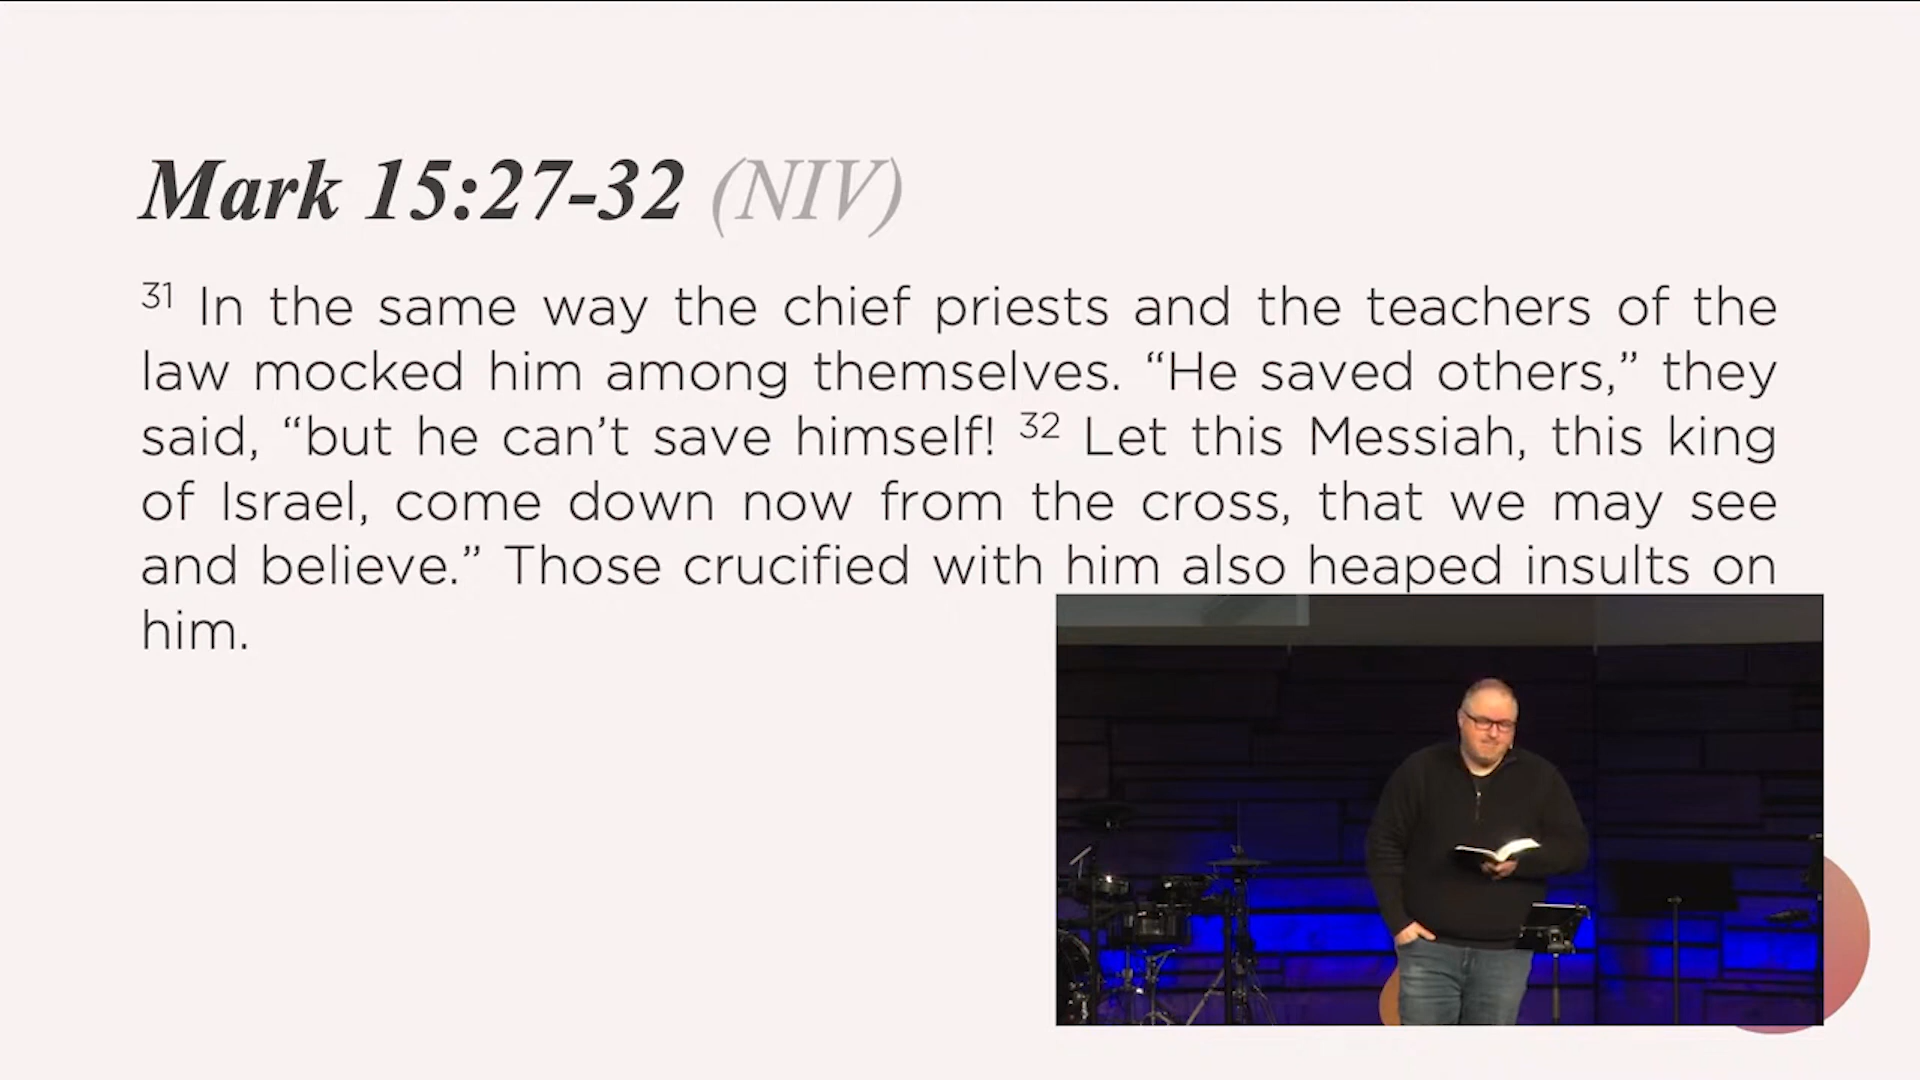 Mark 15:27-32 (NIV)
31 In the same way the chief priests and the teachers of the
law mocked him among themselves. “He saved others,” they
said, “but he can’t save himself! 32 Let this Messiah, this king
of Israel, come down now from the cross, that we may see
and believe.” Those crucified with him also heaped insults on
him.